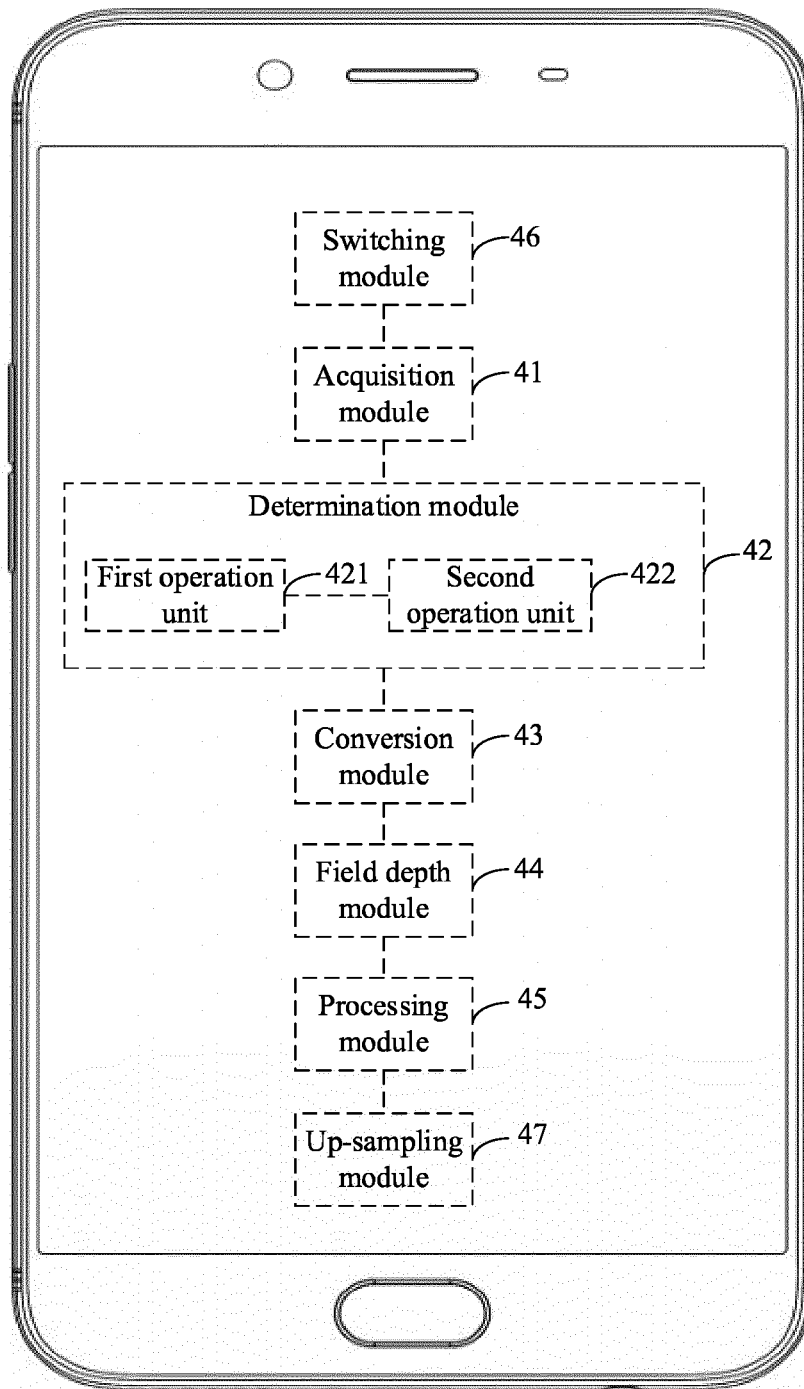 Switching
module
46
Acquisition
module
41
Determination module
42
First operation
unit
421
Second
operation unit
422
Conversion
module
43
Field depth
module
44
Processing
module
45
Up-sampling
module
47